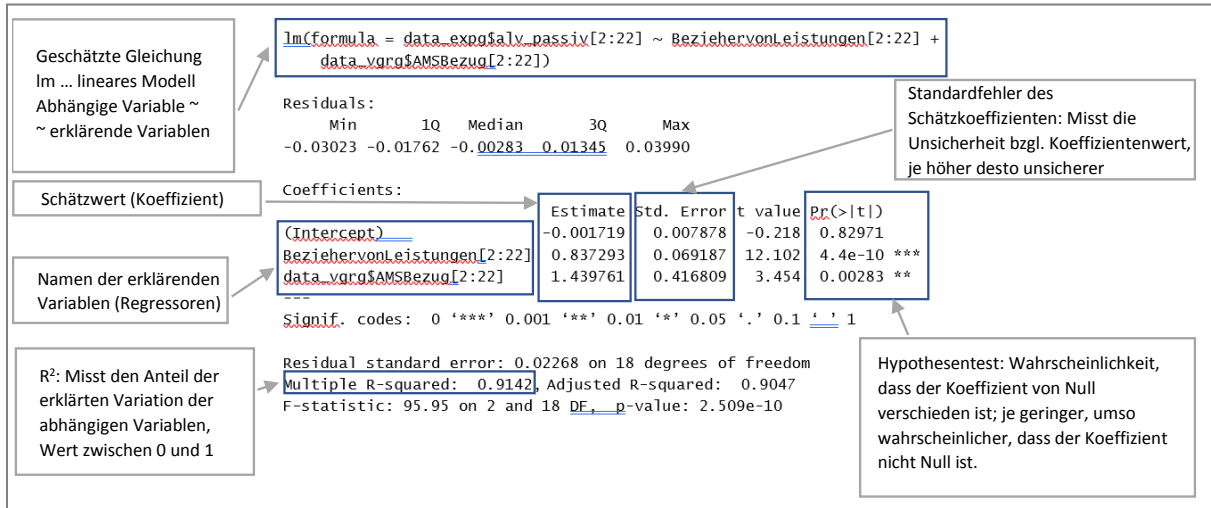 Geschätzte Gleichung
lm … lineares Modell
Abhängige Variable ~
~ erklärende Variablen
lm(formula = data_expg$alv_passiv[2:22] ~ BeziehervonLeistungen[2:22] +
data_vgrg$AMSBezug[2:22])
Standardfehler des
Schätzkoeffizienten: Misst die
Unsicherheit bzgl. Koeffizientenwert,
je höher desto unsicherer
Residuals:
Min 1Q Median 3Q Max
-0.03023 -0.01762 -0.00283 0.01345 0.03990
Schätzwert (Koeffizient)
Coefficients:
Estimate Std. Error t value Pr(>|t|)
(Intercept) -0.001719 0.007878 -0.218 0.82971
BeziehervonLeistungen[2:22] 0.837293 0.069187 12.102 4.4e-10 ***
data_vgrg$AMSBezug[2:22] 1.439761 0.416809 3.454 0.00283 **
---
Signif. codes: 0 ‘***’ 0.001 ‘**’ 0.01 ‘*’ 0.05 ‘.’ 0.1 ‘ ’ 1
Namen der erklärenden
Variablen (Regressoren)
Residual standard error: 0.02268 on 18 degrees of freedom
Multiple R-squared: 0.9142, Adjusted R-squared: 0.9047
F-statistic: 95.95 on 2 and 18 DF, p-value: 2.509e-10
R²: Misst den Anteil der
erklärten Variation der
abhängigen Variablen,
Wert zwischen 0 und 1
Hypothesentest: Wahrscheinlichkeit,
dass der Koeffizient von Null
verschieden ist; je geringer, umso
wahrscheinlicher, dass der Koeffizient
nicht Null ist.